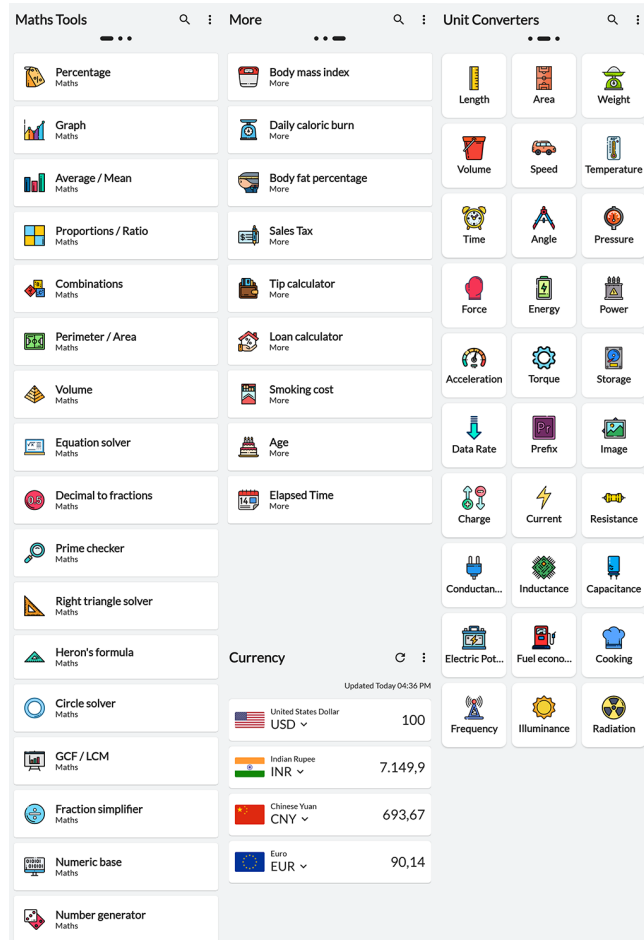 Maths Tools
Percentage
Maths
Graph
Maths
Average / Mean
Maths
Proportions / Ratio
Maths
Combinations
Maths
Perimeter / Area
Maths
Volume
Maths
Equation solver
Maths
0.5
Decimal to fractions
Maths
Prime checker
Maths
Right triangle solver
Maths
Heron's formula
Maths
Circle solver
Maths
GCF / LCM
Maths
Fraction simplifier
Maths
Numeric base
Maths
Number generator
Maths
More
Body mass index
More
Daily caloric burn
More
Body fat percentage
More
Sales Tax
More
Tip calculator
More
Loan calculator
More
Smoking cost
More
Age
More
14
Elapsed Time
More
Currency
Updated Today 04:36 PM
United States Dollar
USD
100
Indian Rupee
INR
7.149,9
Chinese Yuan
CNY
693,67
Euro
EUR
90,14
Unit Converters
Length
Area
Weight
Volume
Speed
Temperature
Time
Angle
Pressure
Force
Energy
Power
Acceleration
Torque
Storage
Data Rate
Pr
Prefix
Image
Charge
Current
Resistance
Conductan...
Inductance
Capacitance
Electric Pot...
Fuel econo...
Cooking
Frequency
Illuminance
Radiation